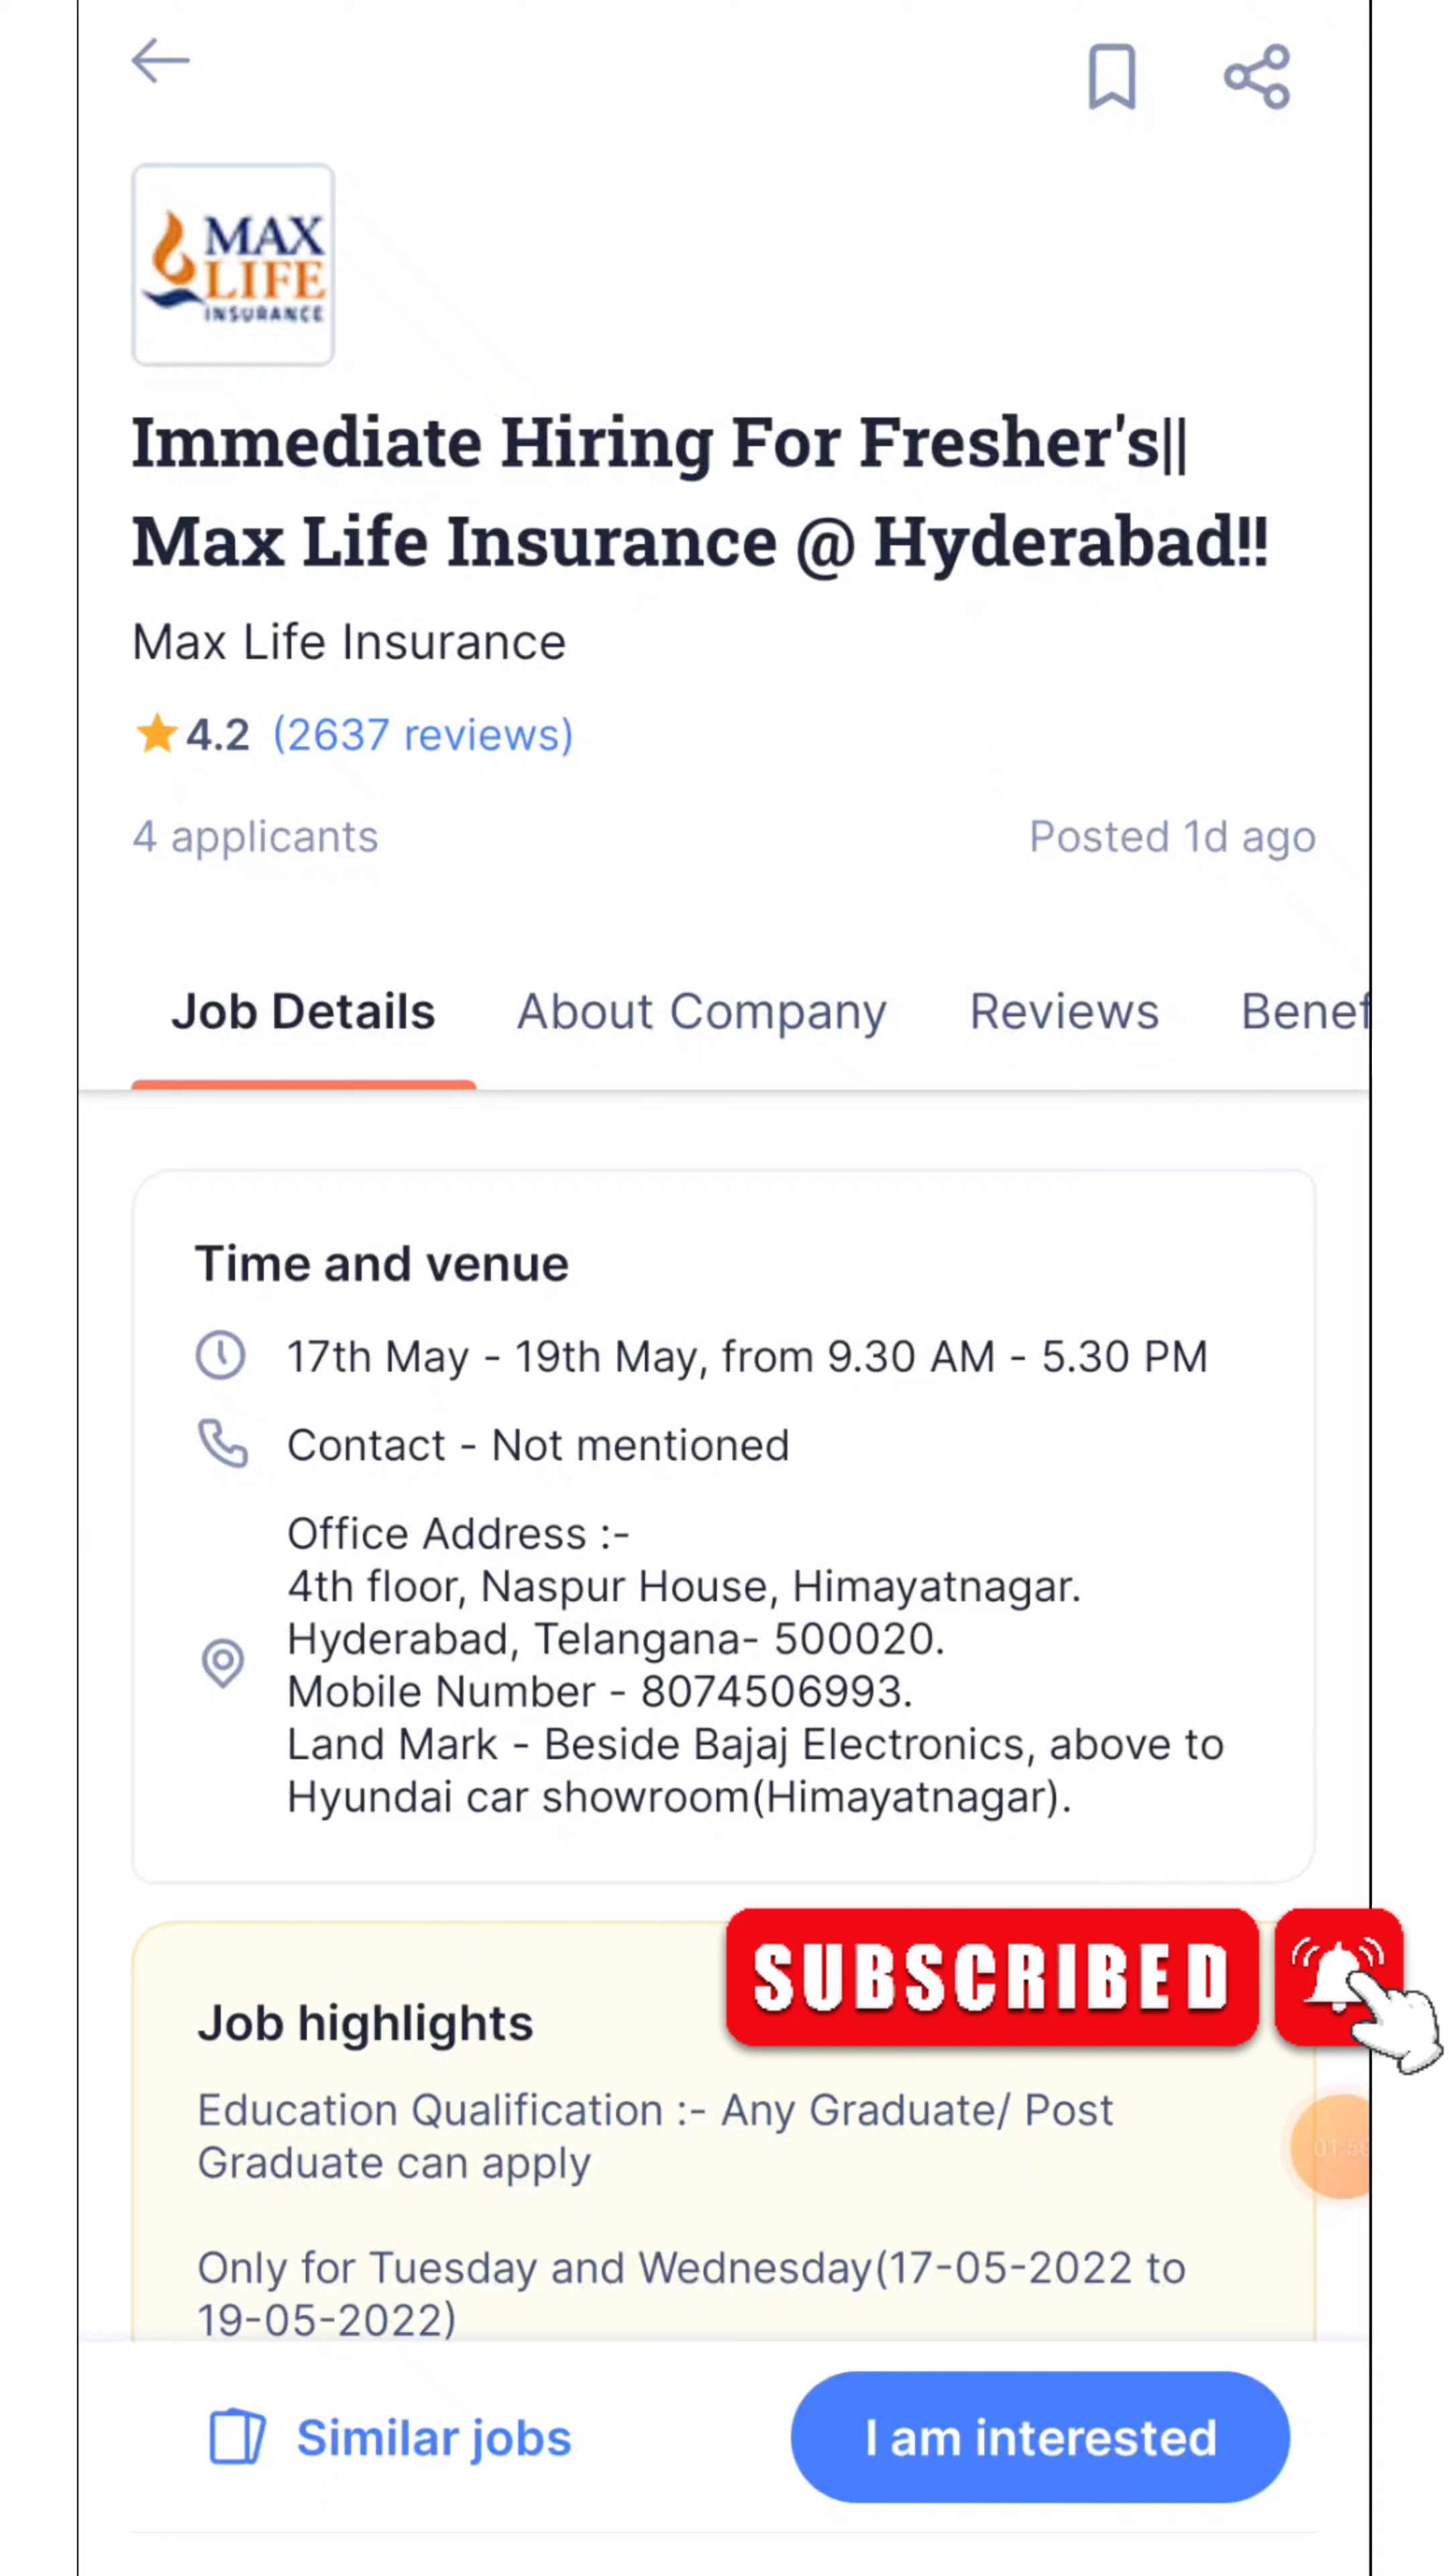 MAX
LIFE
INSURANCE
Immediate Hiring For Fresher's||
Max Life Insurance @ Hyderabad!!
Max Life Insurance
4.2 (2637 reviews)
4 applicants
Posted 1d ago
Job Details About Company Reviews Benef
Time and venue
17th May - 19th May, from 9.30 AM - 5.30 PM
Contact - Not mentioned
Office Address :-
4th floor, Naspur House, Himayatnagar.
Hyderabad, Telangana- 500020.
Mobile Number - 8074506993.
Land Mark - Beside Bajaj Electronics, above to
Hyundai car showroom(Himayatnagar).
SUBSCRIBED
Job highlights
Education Qualification :- Any Graduate/ Post
Graduate can apply
Only for Tuesday and Wednesday(17-05-2022 to
19-05-2022)
Similar jobs
I am interested